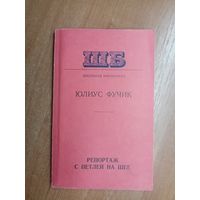 ШБ
ШКОЛЬНАЯ БИБЛИОТЕКА
ЮЛИУС ФУЧИК
РЕПОРТАЖ
С ПЕТЛЕЙ НА ШЕЕ